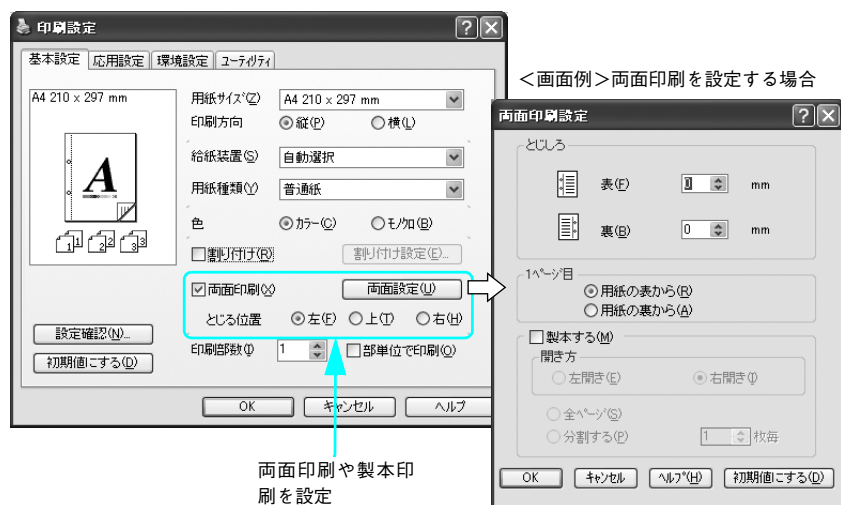 印刷設定
基本設定 応用設定 環境設定 ユーティリティ
A4 210 x 297 mm
A
1 1 2 2 3 3
設定確認(N)...
初期値にする(D)
用紙サイズ(Z) A4 210 x 297 mm
印刷方向 縦(P) 横(L)
給紙装置(S) 自動選択
用紙種類(Y) 普通紙
色 カラー(C) モノクロ(B)
割り付け(R) 割り付け設定(E)...
両面印刷(X) 両面設定(U)
とじる位置 左(F) 上(T) 右(H)
印刷部数(I) 1 部単位で印刷(O)
OK キャンセル ヘルプ
両面印刷や製本印
刷を設定
＜画面例＞両面印刷を設定する場合
両面印刷設定
とじしろ
表(F) 0 mm
裏(B) 0 mm
1ページ目
用紙の表から(R)
用紙の裏から(A)
製本する(M)
開き方
左開き(E) 右開き(I)
全ページ(S)
分割する(P) 1 枚毎
OK キャンセル ヘルプ(H) 初期値にする(D)